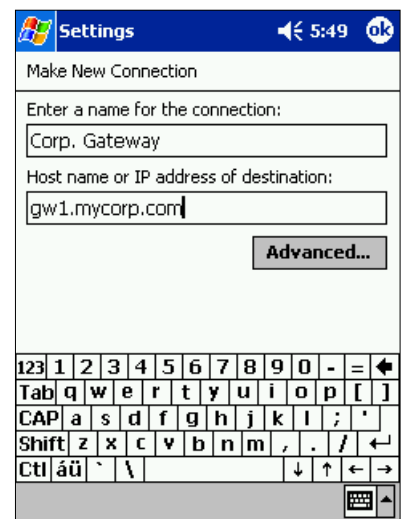 Settings 5:49 ok
Make New Connection
Enter a name for the connection:
Corp. Gateway
Host name or IP address of destination:
gw1.mycorp.com
Advanced...
123 1 2 3 4 5 6 7 8 9 0 - =
Tab q w e r t y u i o p [ ]
CAP a s d f g h j k l ; '
Shift z x c v b n m , . /
Ctl áü ` \ ↓ ↑ ← →